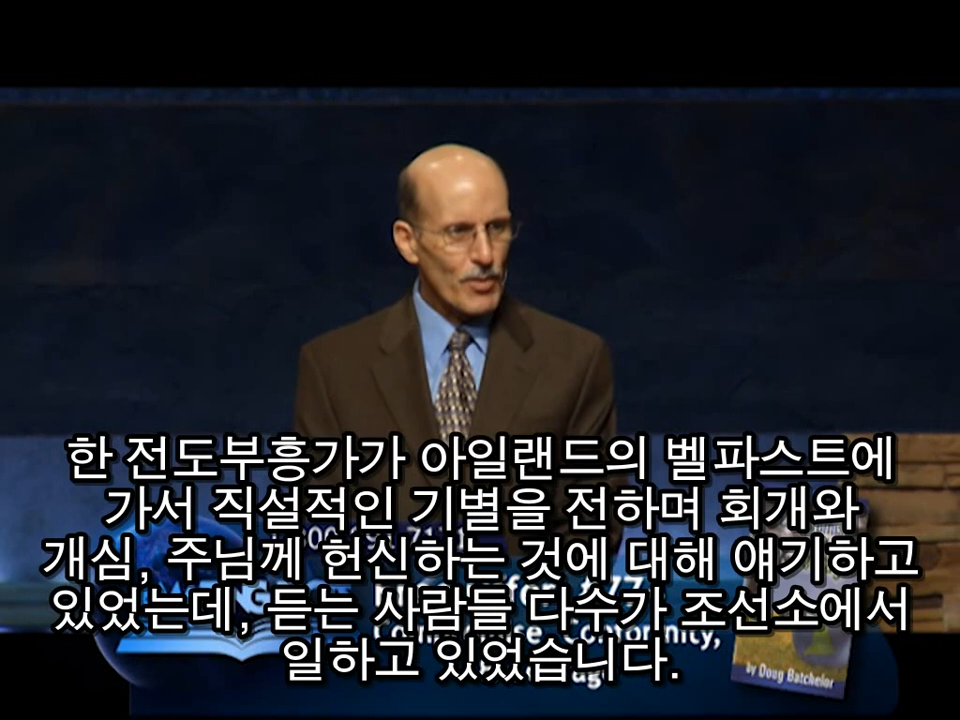 한 전도부흥가가 아일랜드의 벨파스트에
가서 직설적인 기별을 전하며 회개와
개심, 주님께 헌신하는 것에 대해 얘기하고
있었는데, 듣는 사람들 다수가 조선소에서
일하고 있었습니다.
by Doug Batchelor